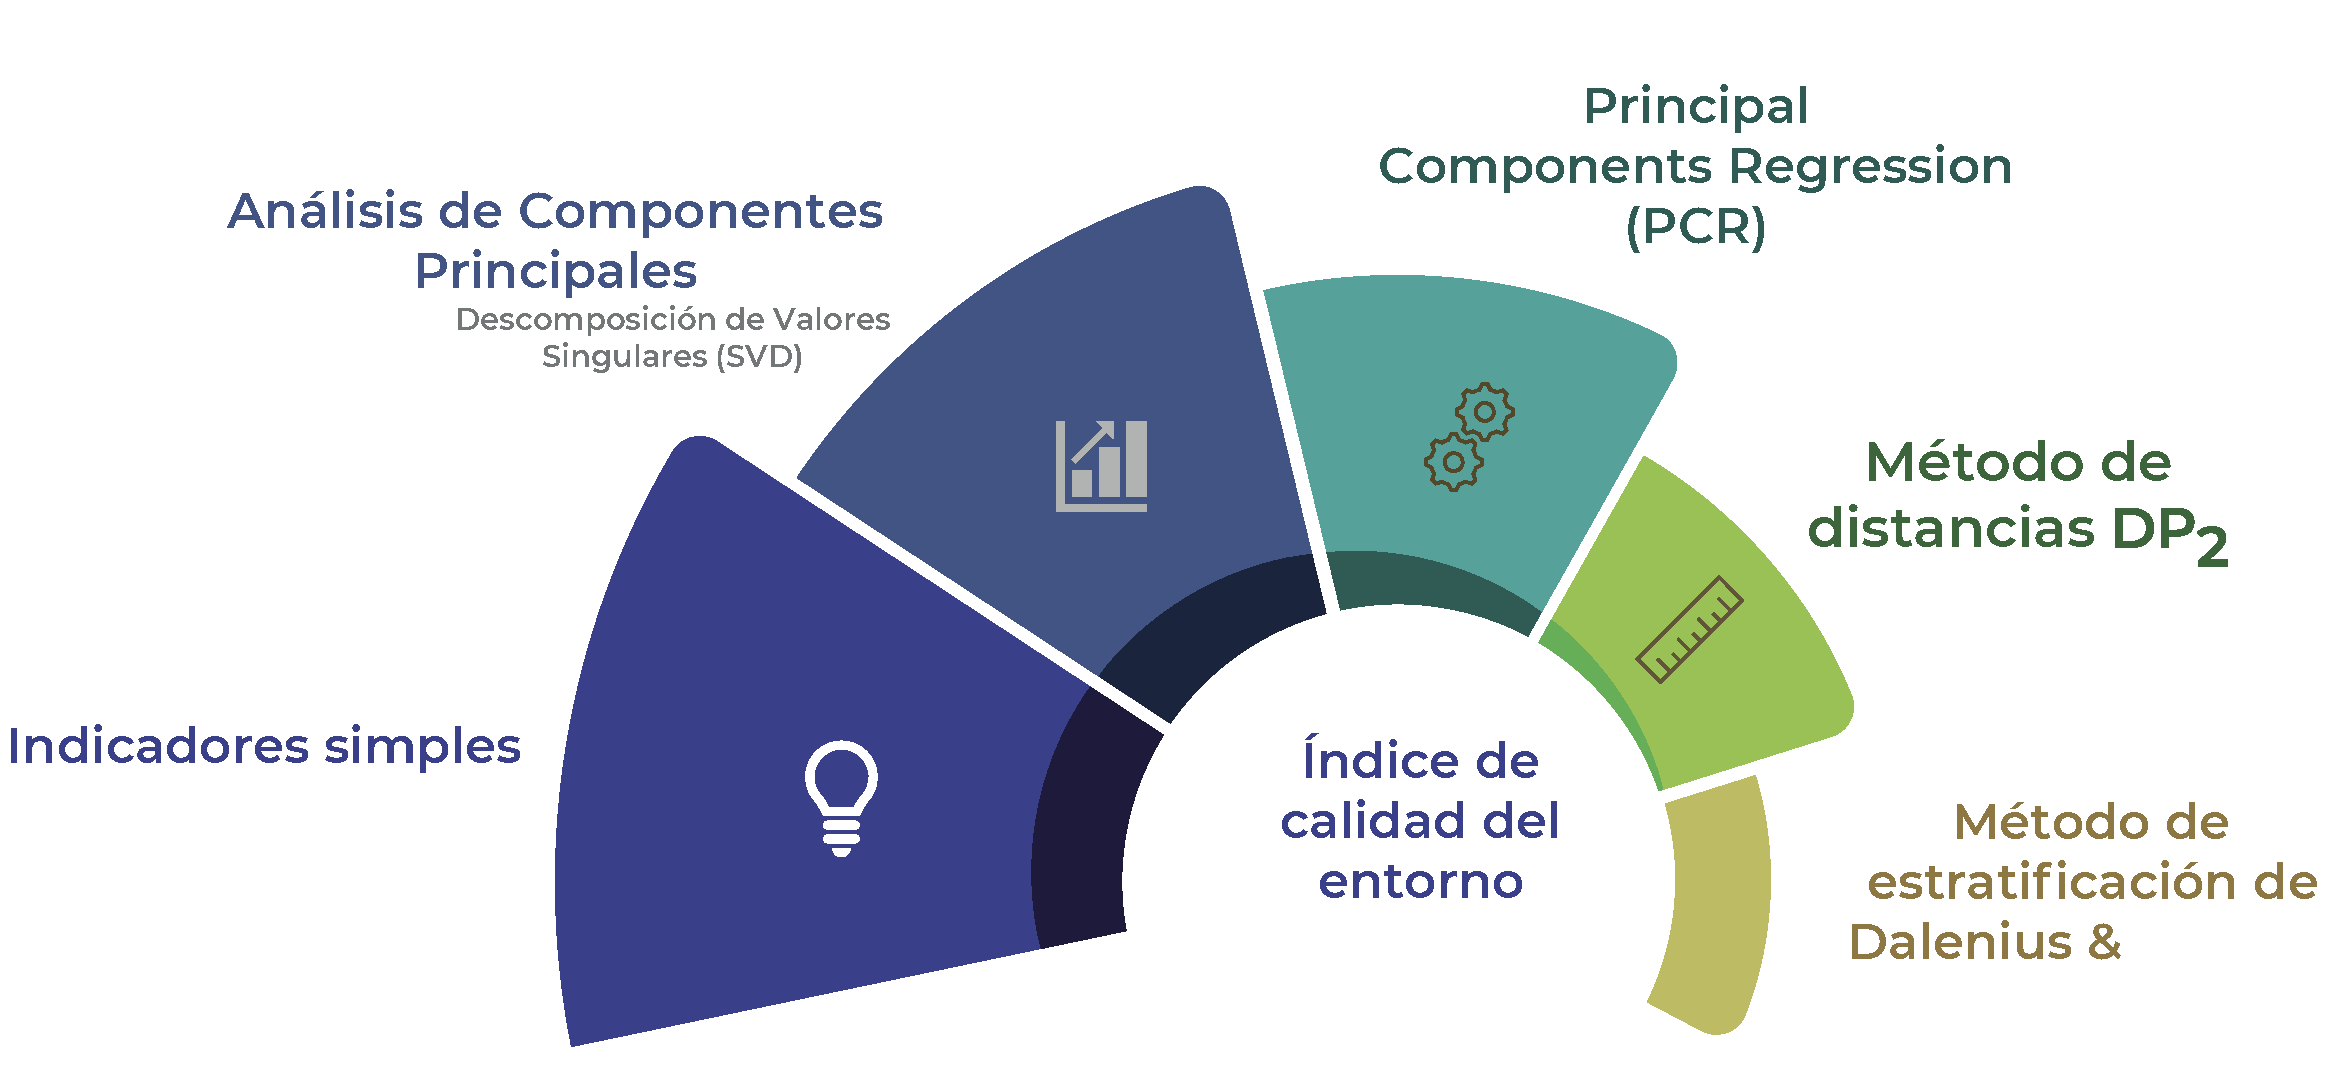 Indicadores simples
Análisis de Componentes
Principales
Descomposición de Valores
Singulares (SVD)
Principal
Components Regression
(PCR)
Método de
distancias DP2
Método de
estratificación de
Dalenius &
Índice de
calidad del
entorno